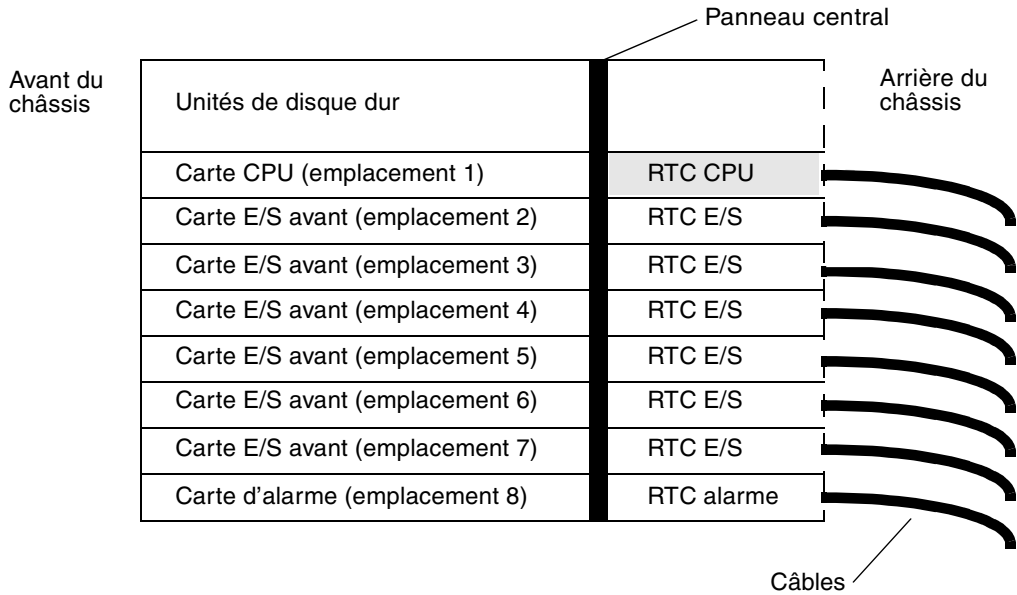 Panneau central
Avant du
châssis
Arrière du
châssis
Unités de disque dur
Carte CPU (emplacement 1) RTC CPU
Carte E/S avant (emplacement 2) RTC E/S
Carte E/S avant (emplacement 3) RTC E/S
Carte E/S avant (emplacement 4) RTC E/S
Carte E/S avant (emplacement 5) RTC E/S
Carte E/S avant (emplacement 6) RTC E/S
Carte E/S avant (emplacement 7) RTC E/S
Carte d'alarme (emplacement 8) RTC alarme
Câbles